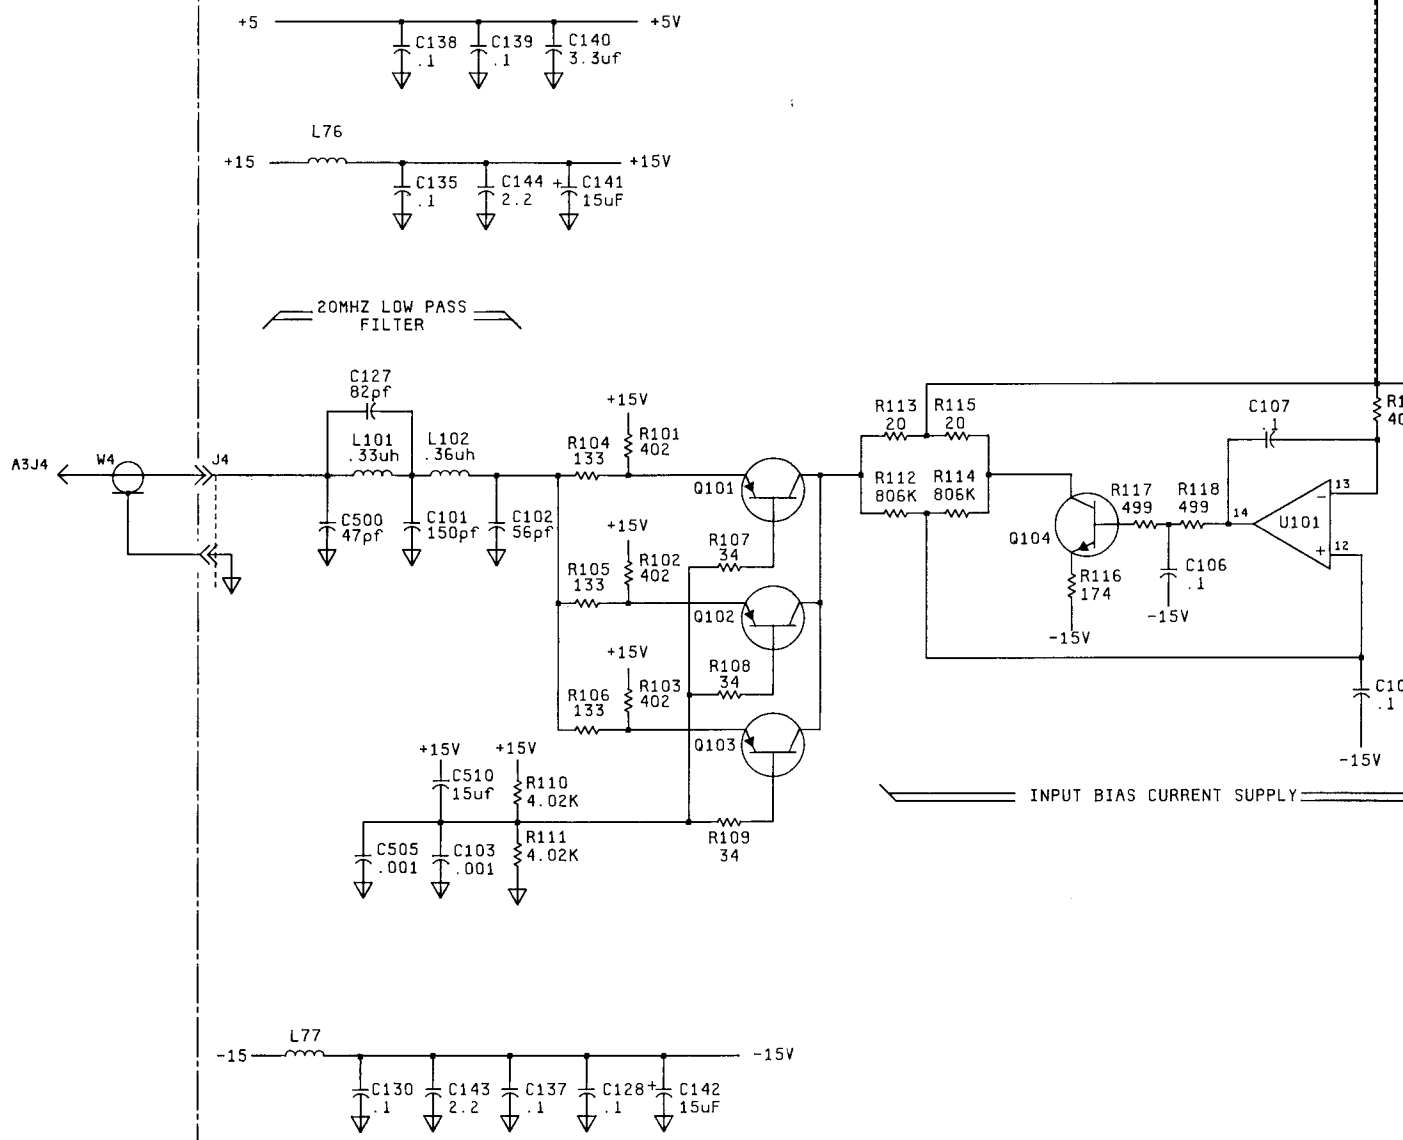 +5
+5V
C138
.1
C139
.1
C140
3.3uf
L76
+15
+15V
C135
.1
C144
2.2
+
C141
15uF
20MHZ LOW PASS
FILTER
C127
82pf
L101
.33uh
L102
.36uh
A3J4
W4
J4
C500
47pf
C101
150pf
C102
56pf
+15V
R104
133
R101
402
Q101
R107
34
+15V
R105
133
R102
402
Q102
R108
34
+15V
R106
133
R103
402
Q103
R109
34
+15V
+15V
C510
15uf
R110
4.02K
C505
.001
C103
.001
R111
4.02K
R113
20
R115
20
R112
806K
R114
806K
Q104
R116
174
-15V
R117
499
R118
499
C106
.1
-15V
C107
.1
14
U101
13
-
12
+
R1
40
C10
.1
-15V
INPUT BIAS CURRENT SUPPLY
L77
-15
-15V
C130
.1
C143
2.2
C137
.1
C128
.1
+
C142
15uF